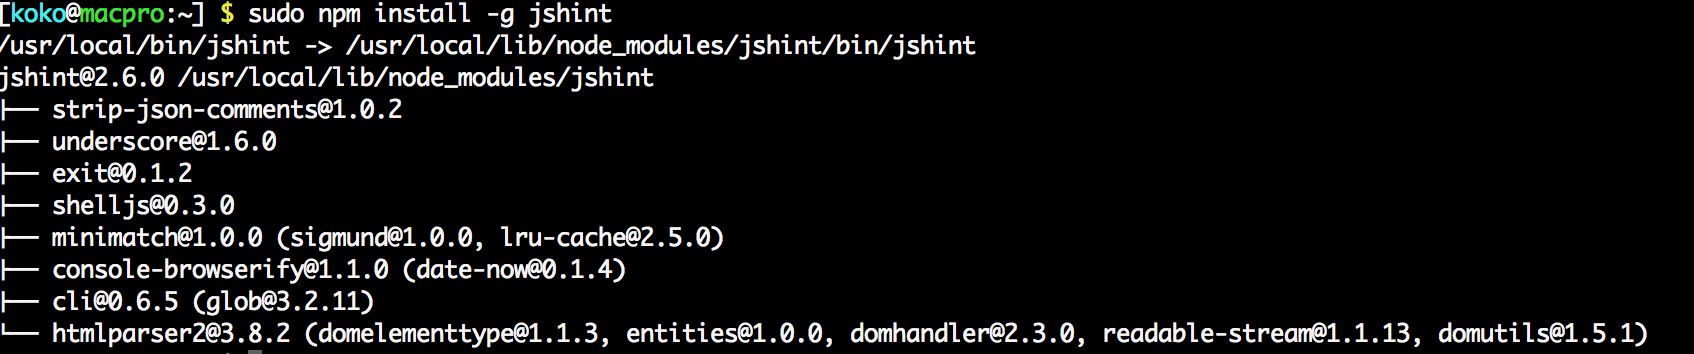 [koko@macpro:~] $ sudo npm install -g jshint
/usr/local/bin/jshint -> /usr/local/lib/node_modules/jshint/bin/jshint
jshint@2.6.0 /usr/local/lib/node_modules/jshint
├── strip-json-comments@1.0.2
├── underscore@1.6.0
├── exit@0.1.2
├── shelljs@0.3.0
├── minimatch@1.0.0 (sigmund@1.0.0, lru-cache@2.5.0)
├── console-browserify@1.1.0 (date-now@0.1.4)
├── cli@0.6.5 (glob@3.2.11)
└── htmlparser2@3.8.2 (domelementtype@1.1.3, entities@1.0.0, domhandler@2.3.0, readable-stream@1.1.13, domutils@1.5.1)